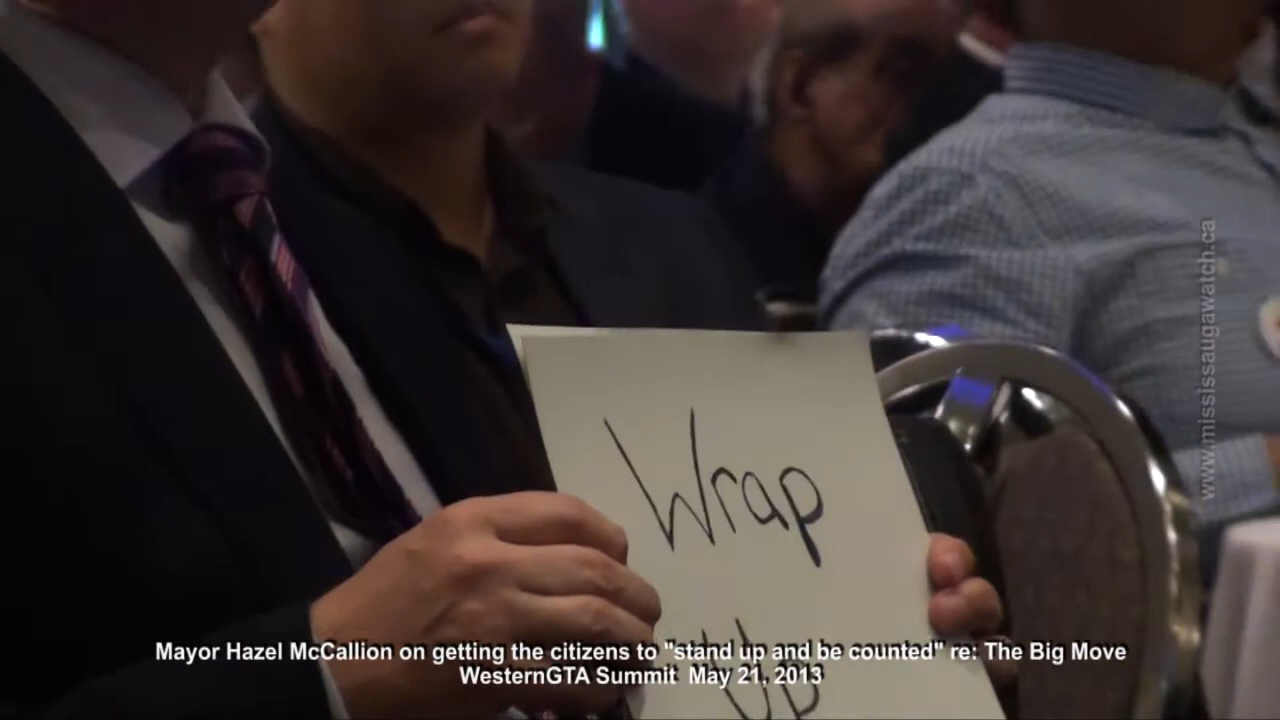 Wrap
Up
Mayor Hazel McCallion on getting the citizens to "stand up and be counted" re: The Big Move
WesternGTA Summit May 21, 2013
www.mississaugawatch.ca